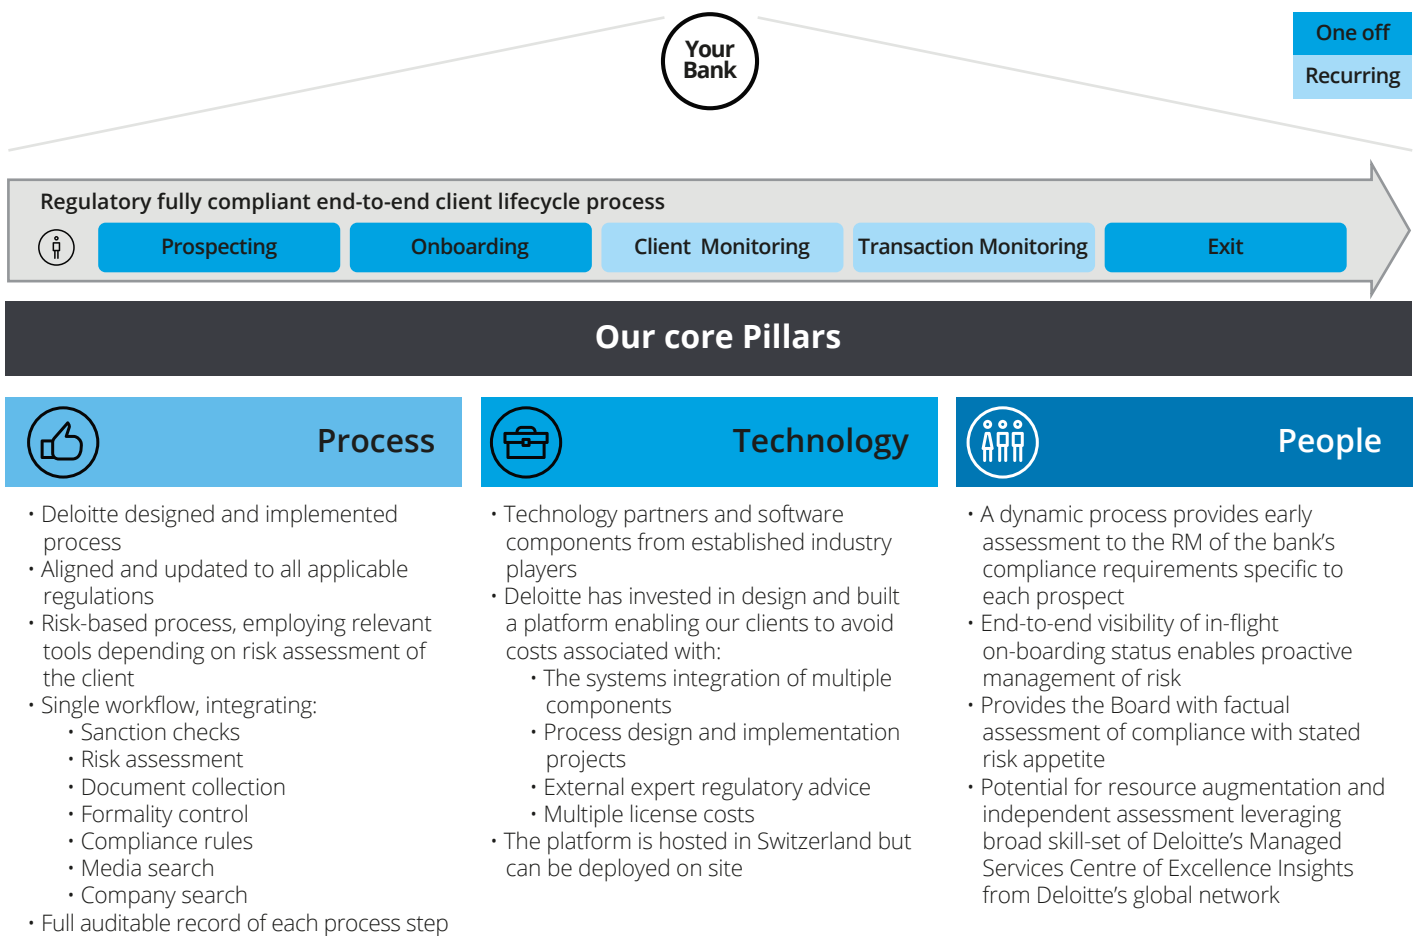 Your
Bank
One off
Recurring
Regulatory fully compliant end-to-end client lifecycle process
Prospecting
Onboarding
Client Monitoring
Transaction Monitoring
Exit
Our core Pillars
Process
• Deloitte designed and implemented
process
• Aligned and updated to all applicable
regulations
• Risk-based process, employing relevant
tools depending on risk assessment of
the client
• Single workflow, integrating:
• Sanction checks
• Risk assessment
• Document collection
• Formality control
• Compliance rules
• Media search
• Company search
• Full auditable record of each process step
Technology
• Technology partners and software
components from established industry
players
• Deloitte has invested in design and built
a platform enabling our clients to avoid
costs associated with:
• The systems integration of multiple
components
• Process design and implementation
projects
• External expert regulatory advice
• Multiple license costs
• The platform is hosted in Switzerland but
can be deployed on site
People
• A dynamic process provides early
assessment to the RM of the bank’s
compliance requirements specific to
each prospect
• End-to-end visibility of in-flight
on-boarding status enables proactive
management of risk
• Provides the Board with factual
assessment of compliance with stated
risk appetite
• Potential for resource augmentation and
independent assessment leveraging
broad skill-set of Deloitte’s Managed
Services Centre of Excellence Insights
from Deloitte’s global network